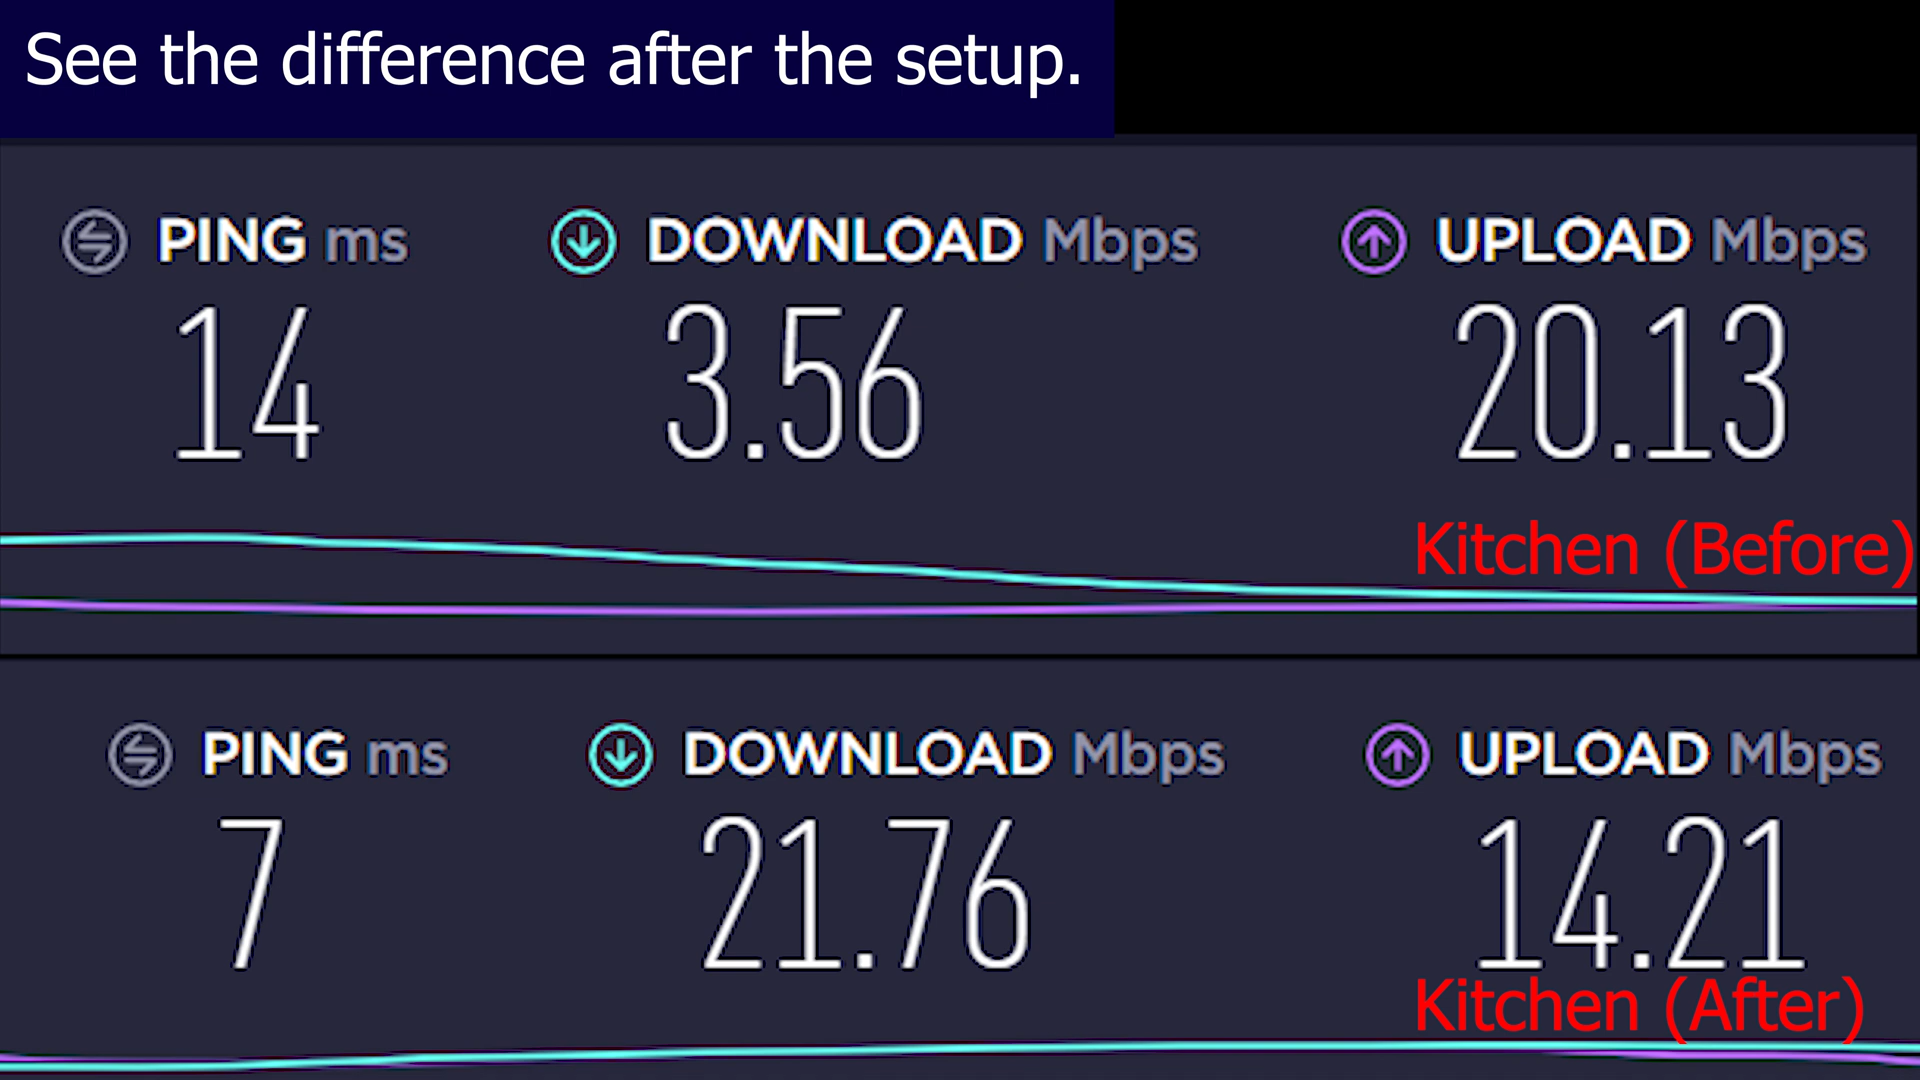 See the difference after the setup.
PING ms DOWNLOAD Mbps UPLOAD Mbps
14 3.56 20.13
Kitchen (Before)
PING ms DOWNLOAD Mbps UPLOAD Mbps
7 21.76 14.21
Kitchen (After)